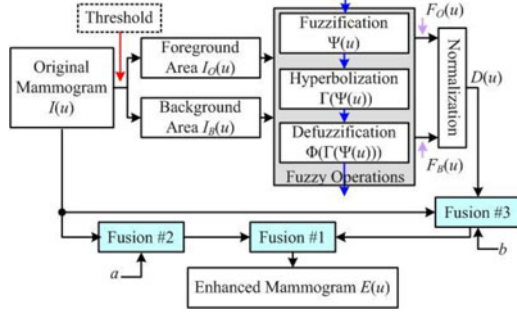 Threshold
Original
Mammogram
I(u)
Foreground
Area I_O(u)
Background
Area I_B(u)
Fuzzification
Ψ(u)
Hyperbolization
Γ(Ψ(u))
Defuzzification
Φ(Γ(Ψ(u)))
Fuzzy Operations
F_O(u)
F_B(u)
Normalization
D(u)
Fusion #3
Fusion #2
Fusion #1
a
b
Enhanced Mammogram E(u)